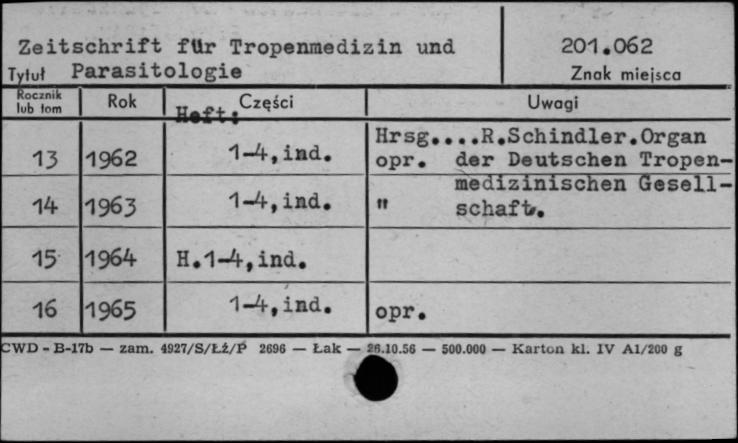 Zeitschrift für Tropenmedizin und 201.062
Tytuł Parasitologie Znak miejsca
Rocznik lub tom Rok Części Uwagi
Heft:
Hrsg....R.Schindler.Organ
13 1962 1-4,ind. opr. der Deutschen Tropen-
medizinischen Gesell-
14 1963 1-4,ind. " schaft.
15 1964 H.1-4,ind.
16 1965 1-4,ind. opr.
CWD - B-17b — zam. 4927/S/ŁŹ/P 2696 — Łak — 26.10.56 — 500.000 — Karton kl. IV A1/200 g